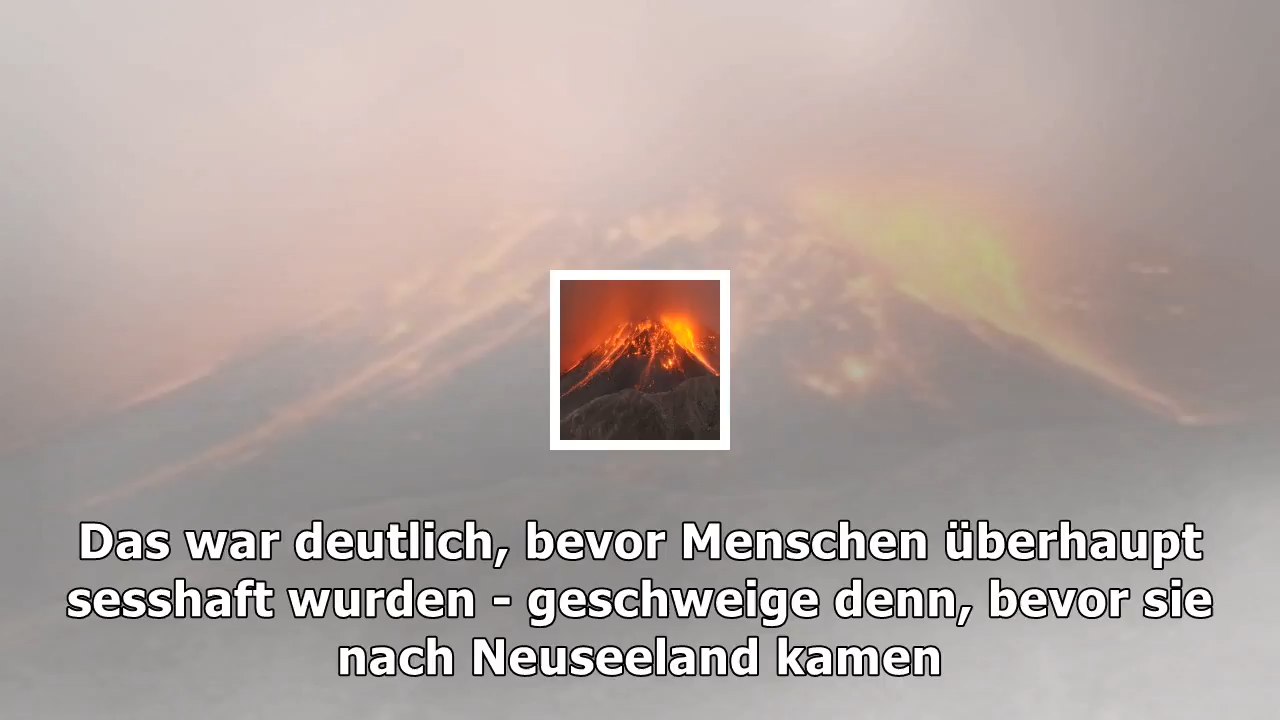 Das war deutlich, bevor Menschen überhaupt
sesshaft wurden - geschweige denn, bevor sie
nach Neuseeland kamen